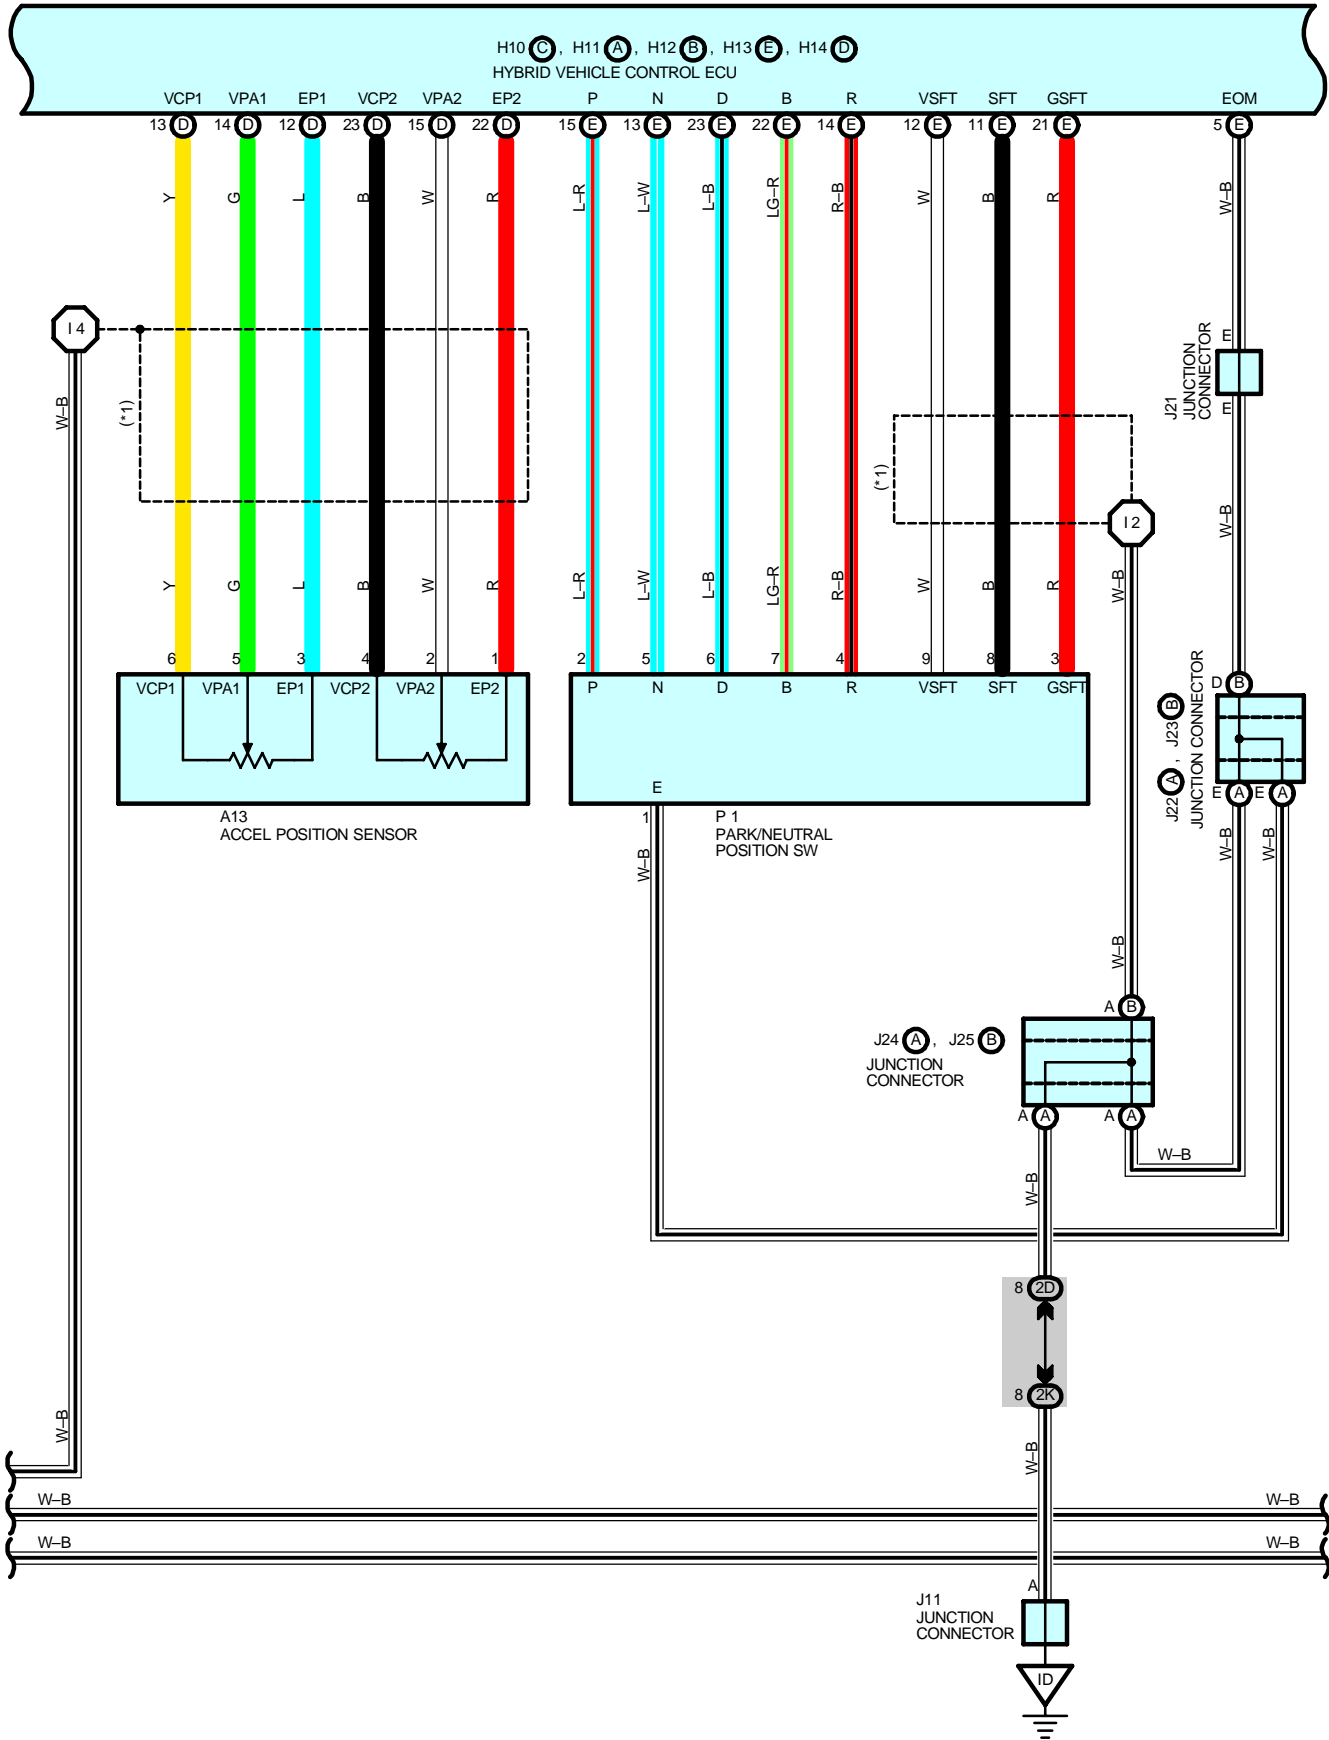 H10 C , H11 A , H12 B , H13 E , H14 D
HYBRID VEHICLE CONTROL ECU
VCP1 VPA1 EP1 VCP2 VPA2 EP2 P N D B R VSFT SFT GSFT EOM
13 D 14 D 12 D 23 D 15 D 22 D 15 E 13 E 23 E 22 E 14 E 12 E 11 E 21 E 5 E
Y G L B W R L–R L–W L–B LG–R R–B W B R W–B
I 4
E
J21
JUNCTION
CONNECTOR
E
W–B
(*1)
(*1)
I 2
W–B
Y G L B W R L–R L–W L–B LG–R R–B W B R W–B
6 5 3 4 2 1 2 5 6 7 4 9 8 3
VCP1 VPA1 EP1 VCP2 VPA2 EP2 P N D B R VSFT SFT GSFT
D B
J22 A , J23 B
JUNCTION CONNECTOR
E A E A
E
1
A13
ACCEL POSITION SENSOR
P 1
PARK/NEUTRAL
POSITION SW
W–B W–B W–B
W–B
A B
J24 A , J25 B
JUNCTION
CONNECTOR
A A A A
W–B
W–B
8 2D
8 2K
W–B W–B
W–B W–B
W–B W–B
A
J11
JUNCTION
CONNECTOR
ID